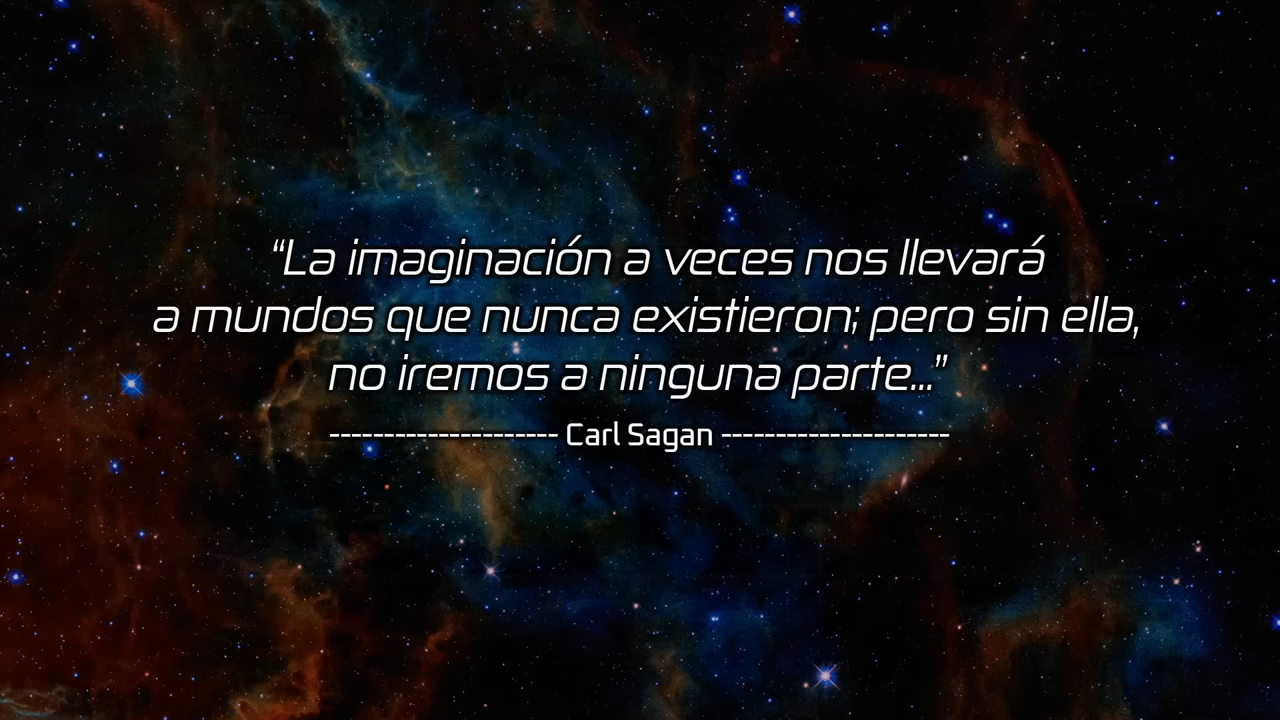 “La imaginación a veces nos llevará
a mundos que nunca existieron; pero sin ella,
no iremos a ninguna parte...”
--------------------- Carl Sagan ---------------------